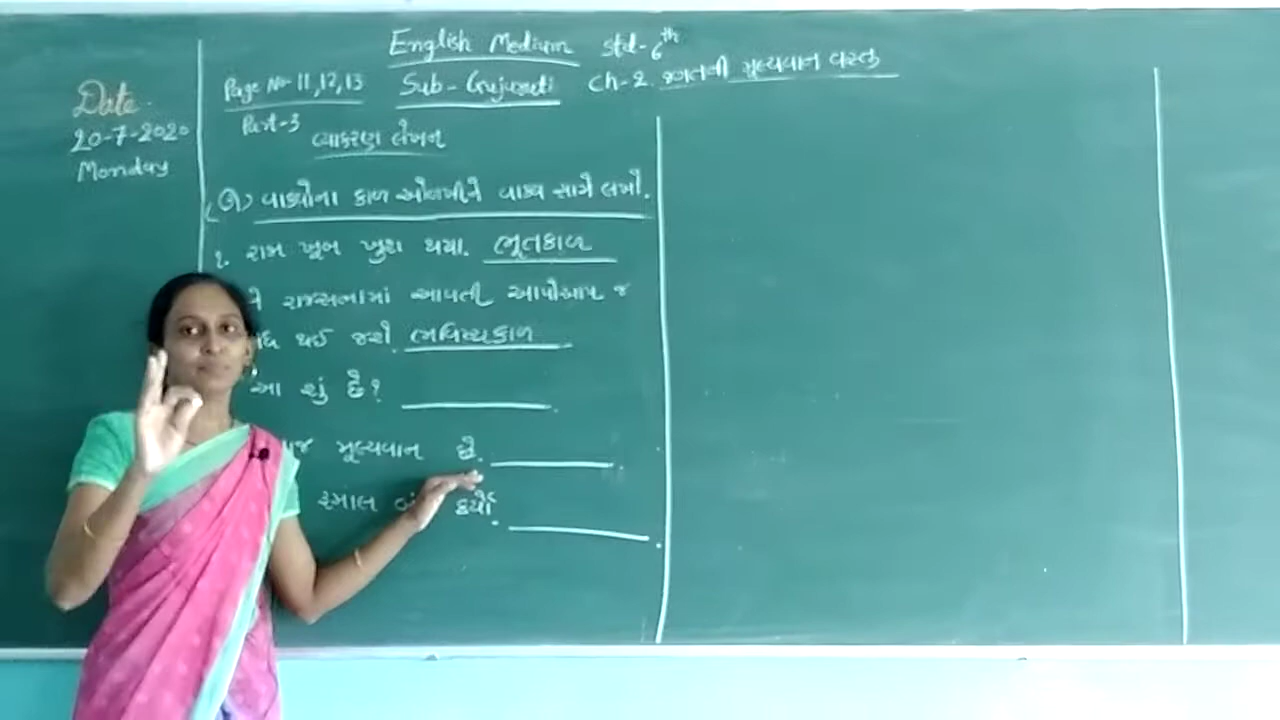 English Medium std-6th
Date
20-7-2020
Monday
Page No-11,12,13 Sub-Gujarati Ch-2. જગતની મૂલ્યવાન વસ્તુ
Part-3
વ્યાકરણ લેખન
વાક્યોના કાળ ઓળખીને વાક્ય સામે લખો.
૧. રામ ખૂબ ખુશ થયા. ભૂતકાળ
રાજસભામાં આવતી આપોઆપ જ
થઈ જશે. ભવિષ્યકાળ
આ શું છે?
મૂલ્યવાન છે.
રૂમાલ કર્યો.